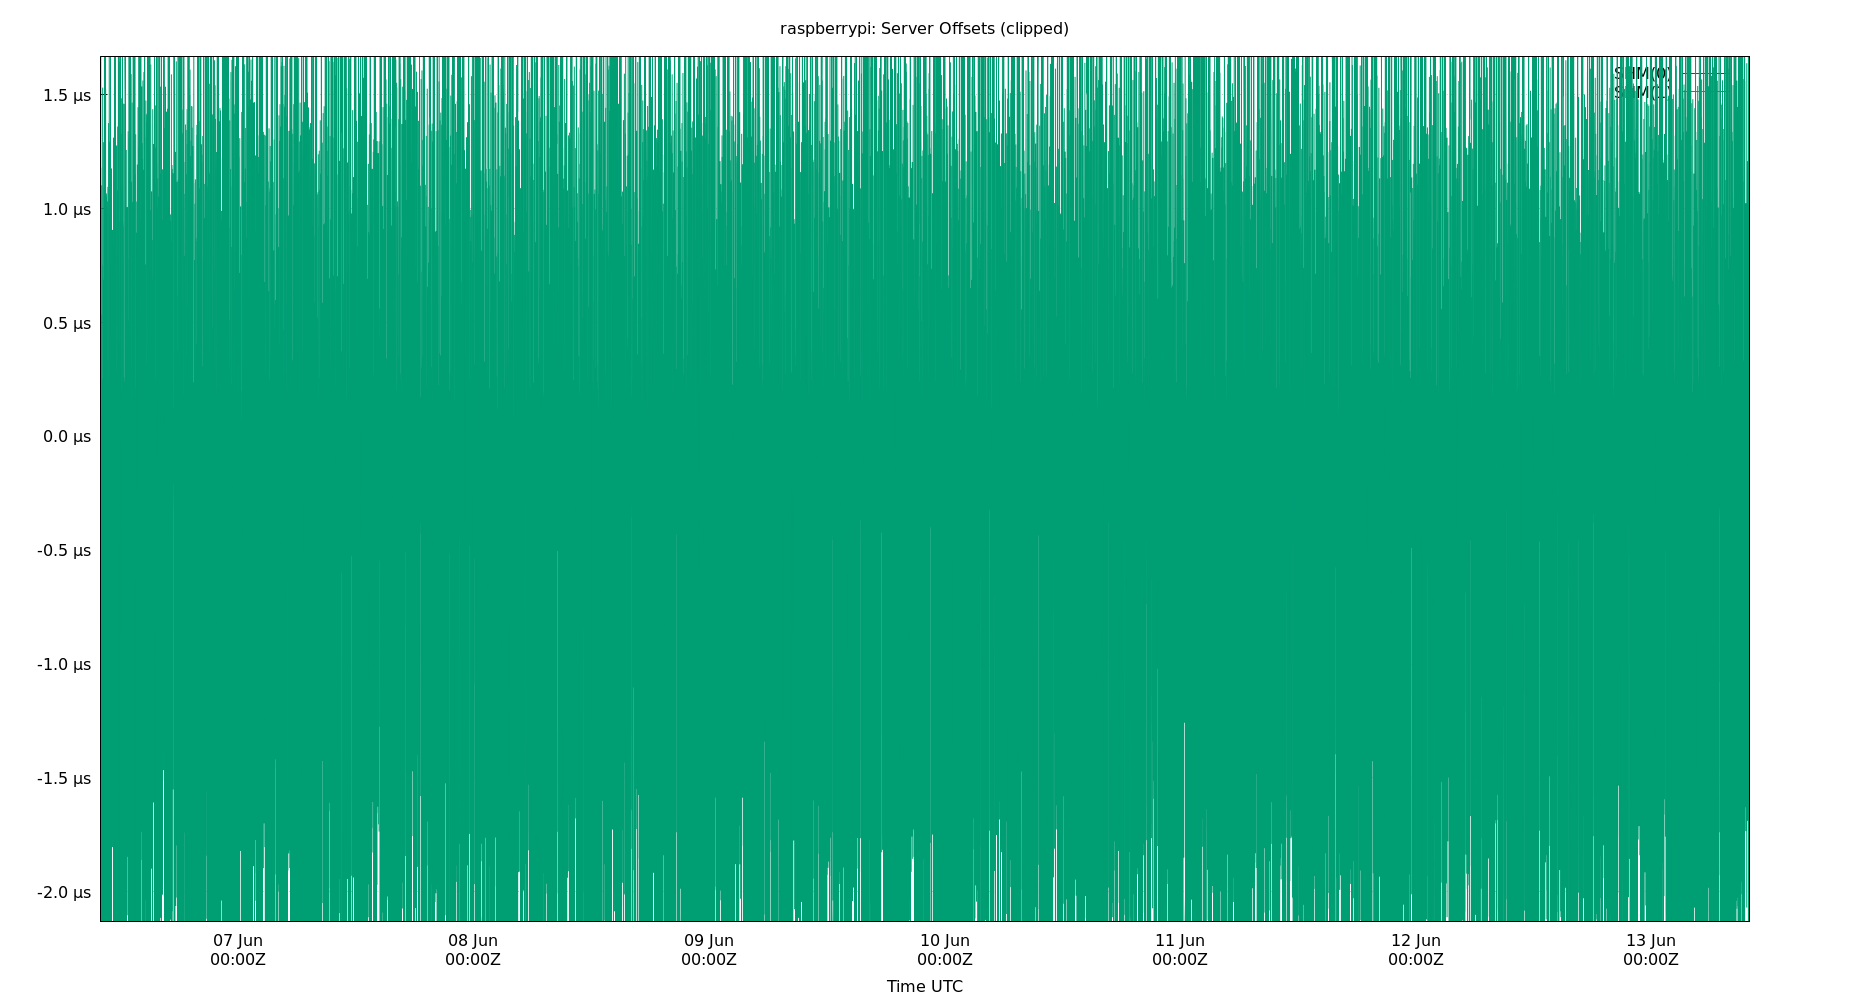 raspberrypi: Server Offsets (clipped)
SHM(0)
1.5 µs
1.0 µs
0.5 µs
0.0 µs
-0.5 µs
-1.0 µs
-1.5 µs
-2.0 µs
07 Jun
00:00Z
08 Jun
00:00Z
09 Jun
00:00Z
10 Jun
00:00Z
11 Jun
00:00Z
12 Jun
00:00Z
13 Jun
00:00Z
Time UTC